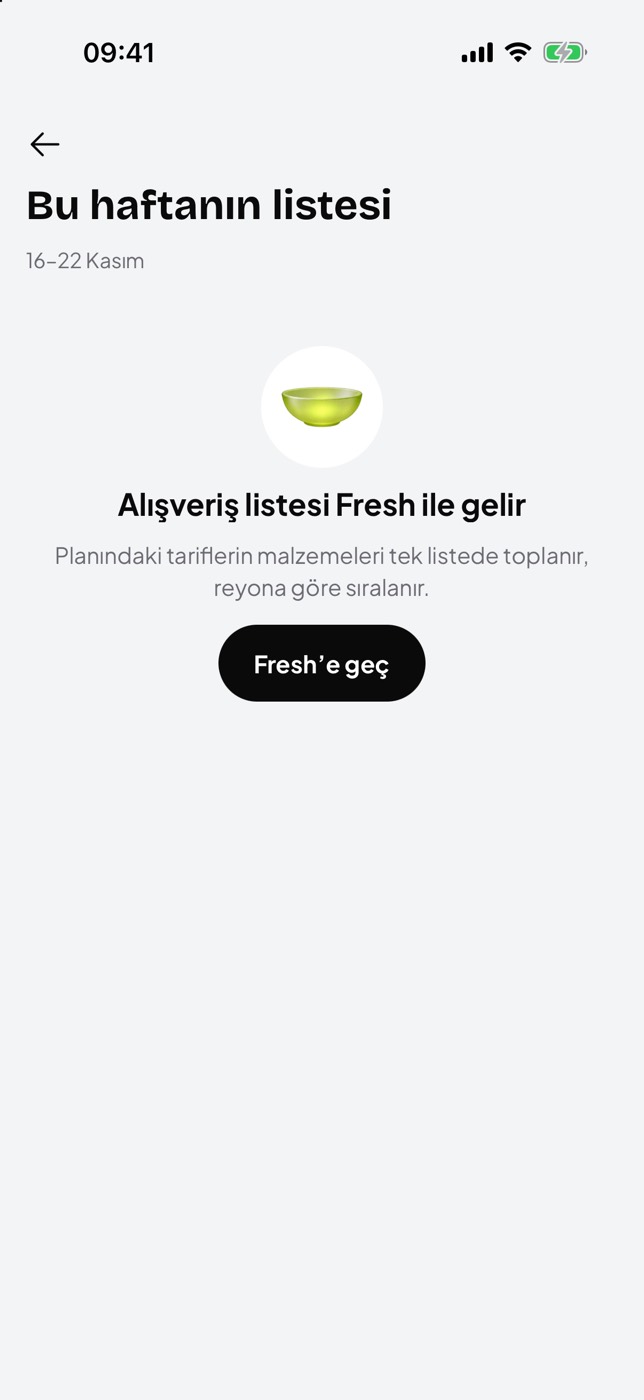 09:41
Bu haftanın listesi
16–22 Kasım
Alışveriş listesi Fresh ile gelir
Planındaki tariflerin malzemeleri tek listede toplanır,
reyona göre sıralanır.
Fresh’e geç